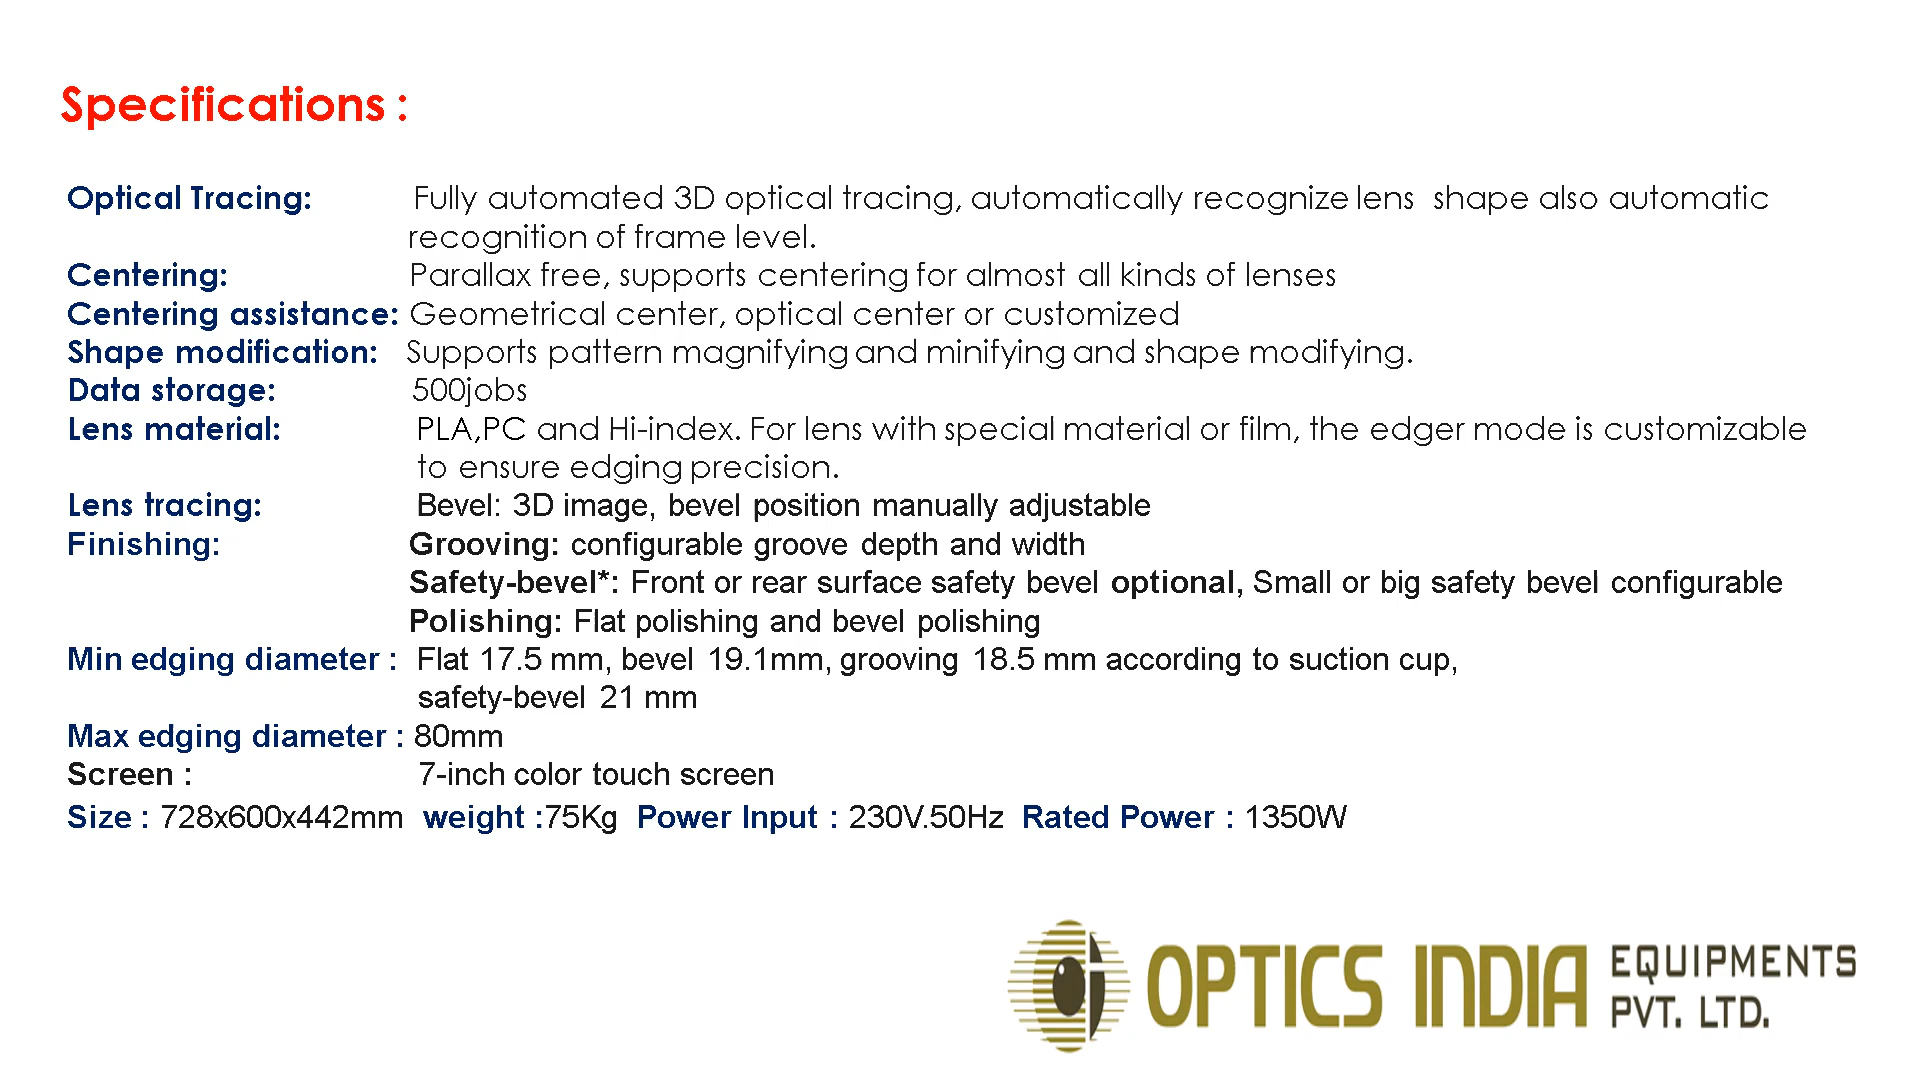 Specifications :
Optical Tracing: Fully automated 3D optical tracing, automatically recognize lens shape also automatic
recognition of frame level.
Centering: Parallax free, supports centering for almost all kinds of lenses
Centering assistance: Geometrical center, optical center or customized
Shape modification: Supports pattern magnifying and minifying and shape modifying.
Data storage: 500jobs
Lens material: PLA,PC and Hi-index. For lens with special material or film, the edger mode is customizable
to ensure edging precision.
Lens tracing: Bevel: 3D image, bevel position manually adjustable
Finishing: Grooving: configurable groove depth and width
Safety-bevel*: Front or rear surface safety bevel optional, Small or big safety bevel configurable
Polishing: Flat polishing and bevel polishing
Min edging diameter : Flat 17.5 mm, bevel 19.1mm, grooving 18.5 mm according to suction cup,
safety-bevel 21 mm
Max edging diameter : 80mm
Screen : 7-inch color touch screen
Size : 728x600x442mm weight :75Kg Power Input : 230V.50Hz Rated Power : 1350W
OPTICS INDIA EQUIPMENTS
PVT. LTD.